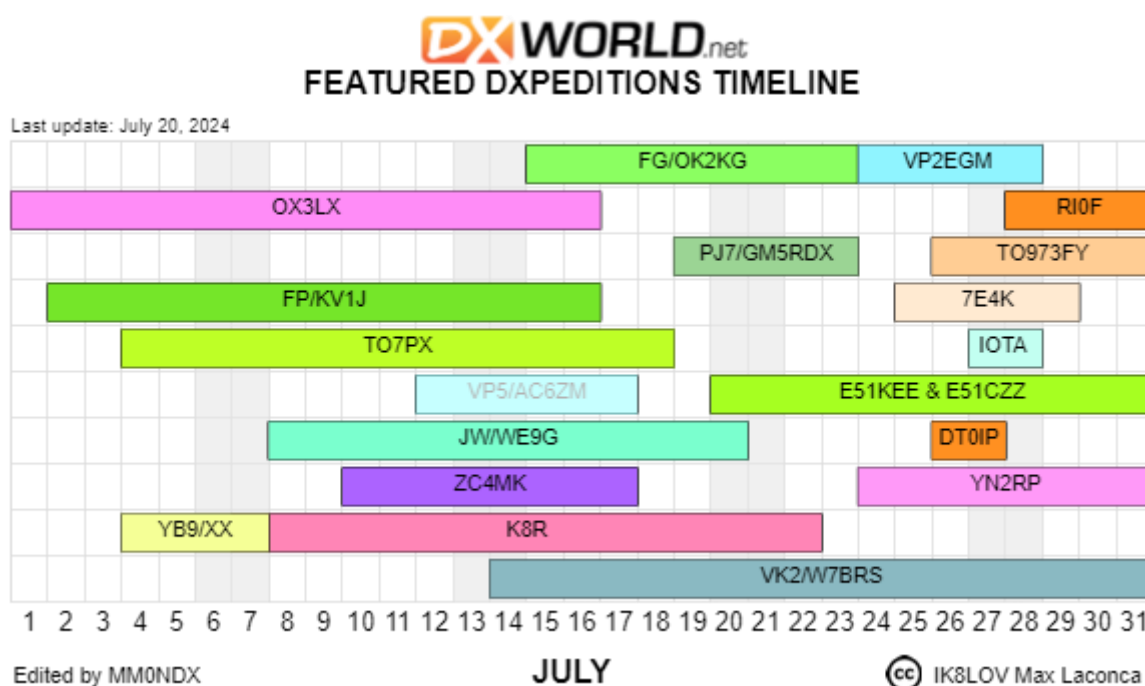 DX WORLD.net
FEATURED DXPEDITIONS TIMELINE
Last update: July 20, 2024
FG/OK2KG VP2EGM
OX3LX RI0F
PJ7/GM5RDX TO973FY
FP/KV1J 7E4K
TO7PX IOTA
VP5/AC6ZM E51KEE & E51CZZ
JW/WE9G DT0IP
ZC4MK YN2RP
YB9/XX K8R
VK2/W7BRS
1 2 3 4 5 6 7 8 9 10 11 12 13 14 15 16 17 18 19 20 21 22 23 24 25 26 27 28 29 30 31
Edited by MM0NDX JULY cc IK8LOV Max Laconca